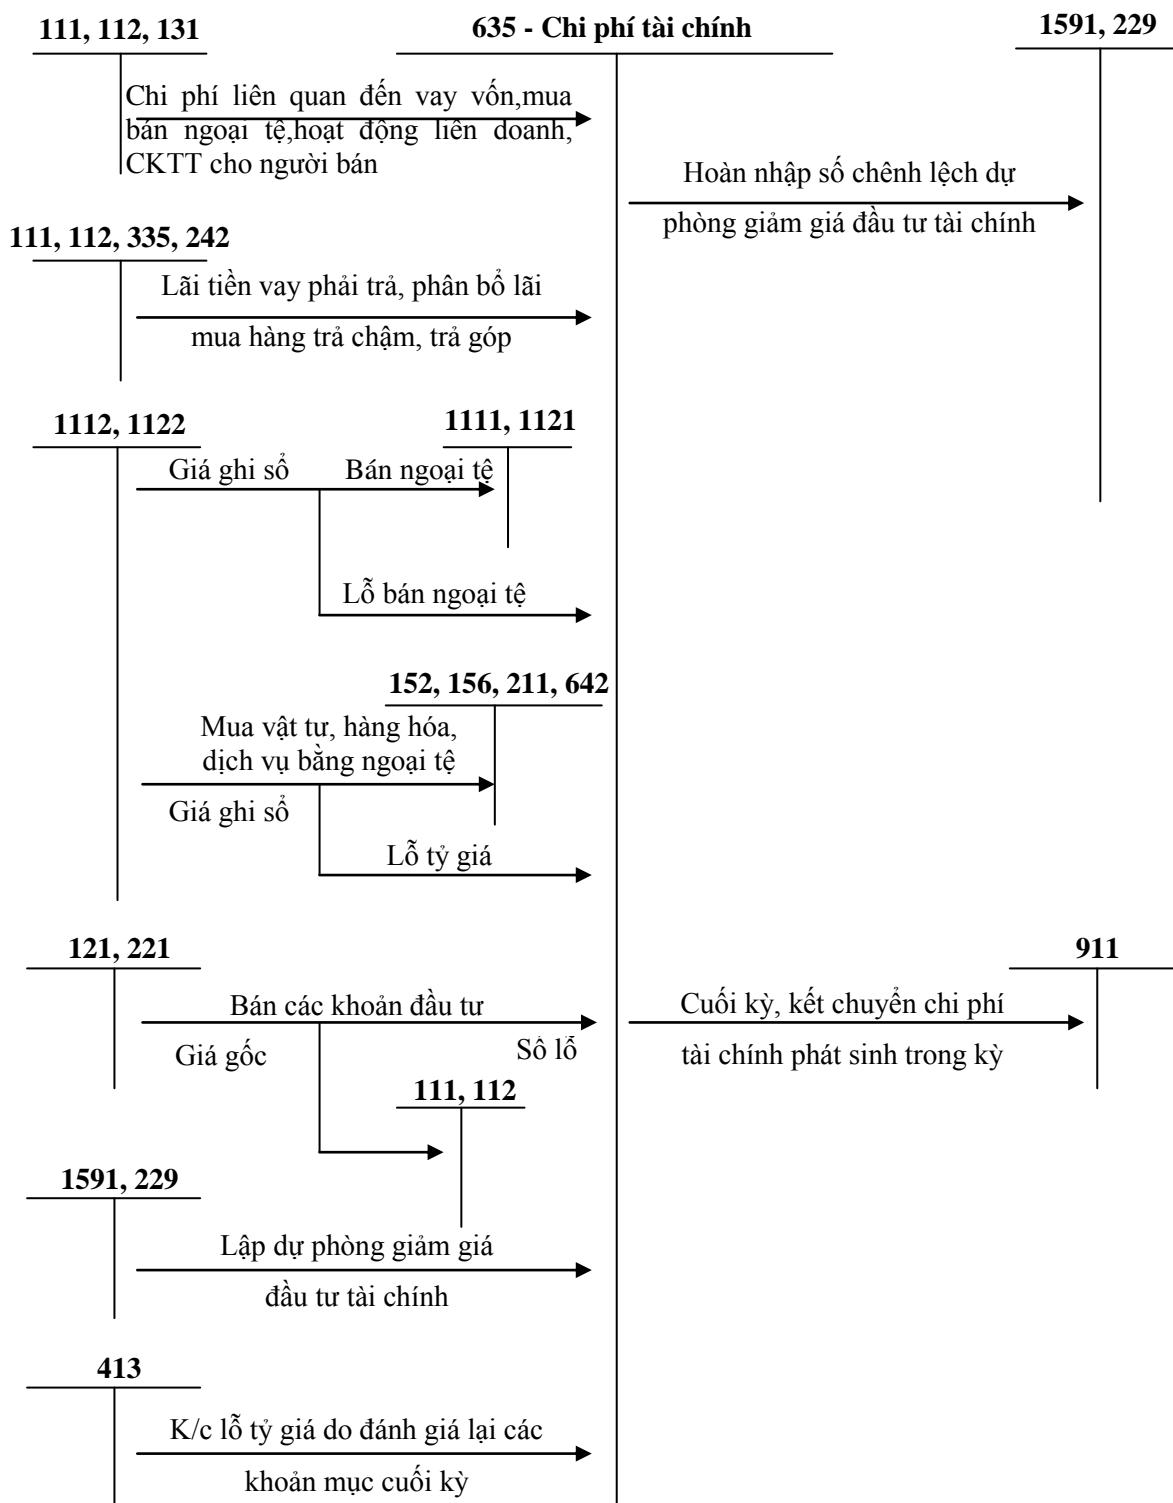 111, 112, 131
635 - Chi phí tài chính
1591, 229
Chi phí liên quan đến vay vốn,mua
bán ngoại tệ,hoạt động liên doanh,
CKTT cho người bán
Hoàn nhập số chênh lệch dự
phòng giảm giá đầu tư tài chính
111, 112, 335, 242
Lãi tiền vay phải trả, phân bổ lãi
mua hàng trả chậm, trả góp
1112, 1122
1111, 1121
Giá ghi sổ
Bán ngoại tệ
Lỗ bán ngoại tệ
152, 156, 211, 642
Mua vật tư, hàng hóa,
dịch vụ bằng ngoại tệ
Giá ghi sổ
Lỗ tỷ giá
121, 221
911
Bán các khoản đầu tư
Giá gốc
Sô lỗ
Cuối kỳ, kết chuyển chi phí
tài chính phát sinh trong kỳ
111, 112
1591, 229
Lập dự phòng giảm giá
đầu tư tài chính
413
K/c lỗ tỷ giá do đánh giá lại các
khoản mục cuối kỳ